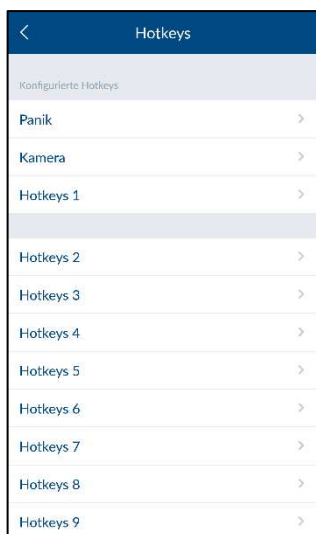 Hotkeys
Konfigurierte Hotkeys
Panik
Kamera
Hotkeys 1
Hotkeys 2
Hotkeys 3
Hotkeys 4
Hotkeys 5
Hotkeys 6
Hotkeys 7
Hotkeys 8
Hotkeys 9